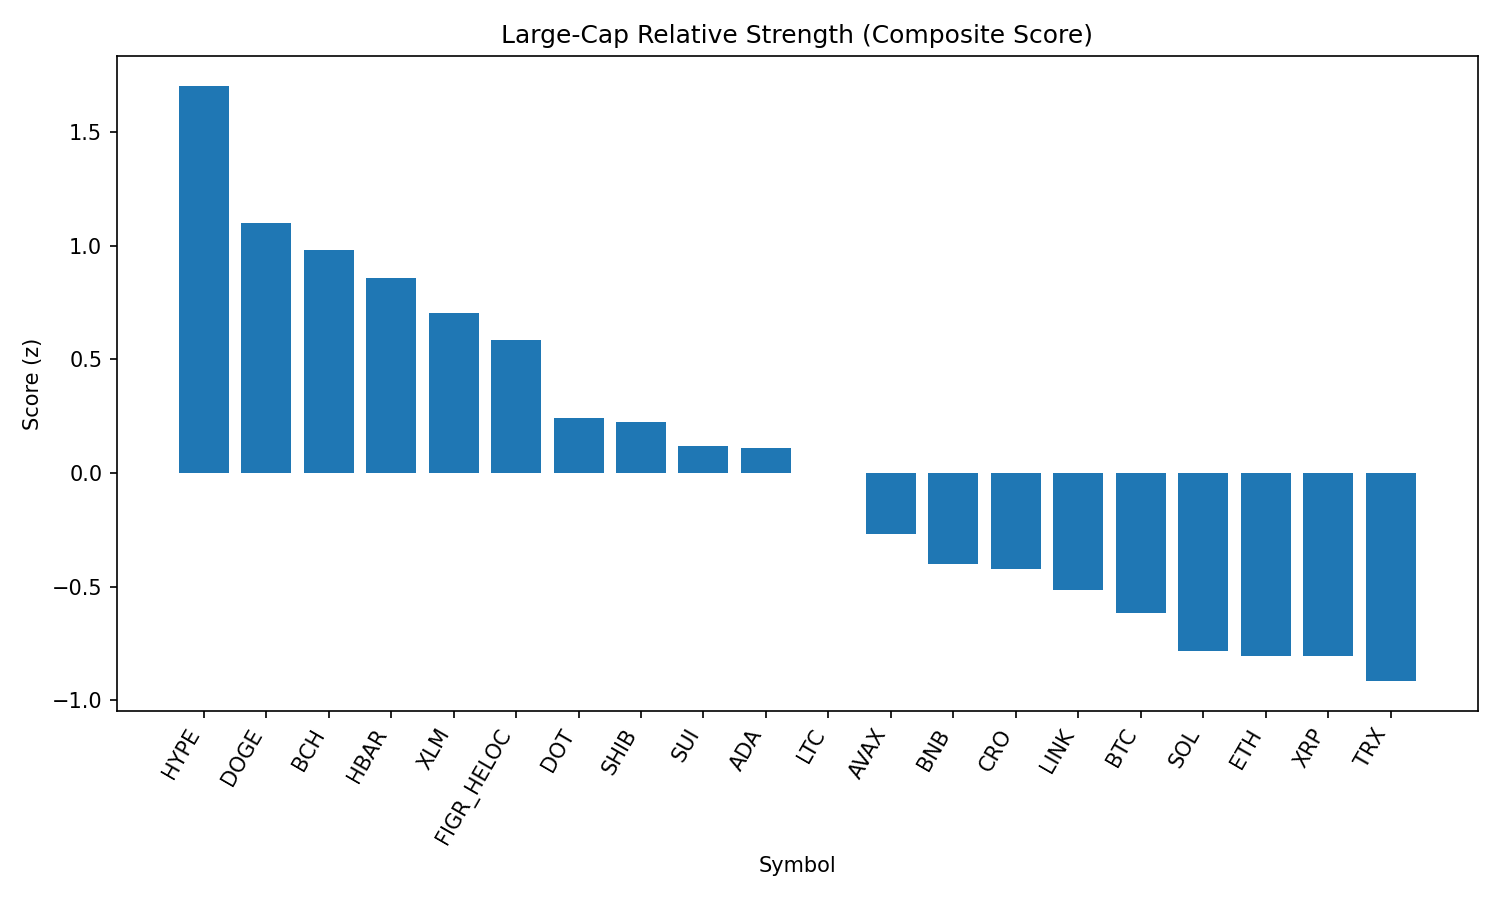 Large-Cap Relative Strength (Composite Score)
Score (z)
1.5
1.0
0.5
0.0
−0.5
−1.0
HYPE
DOGE
BCH
HBAR
XLM
FIGR_HELOC
DOT
SHIB
SUI
ADA
LTC
AVAX
BNB
CRO
LINK
BTC
SOL
ETH
XRP
TRX
Symbol